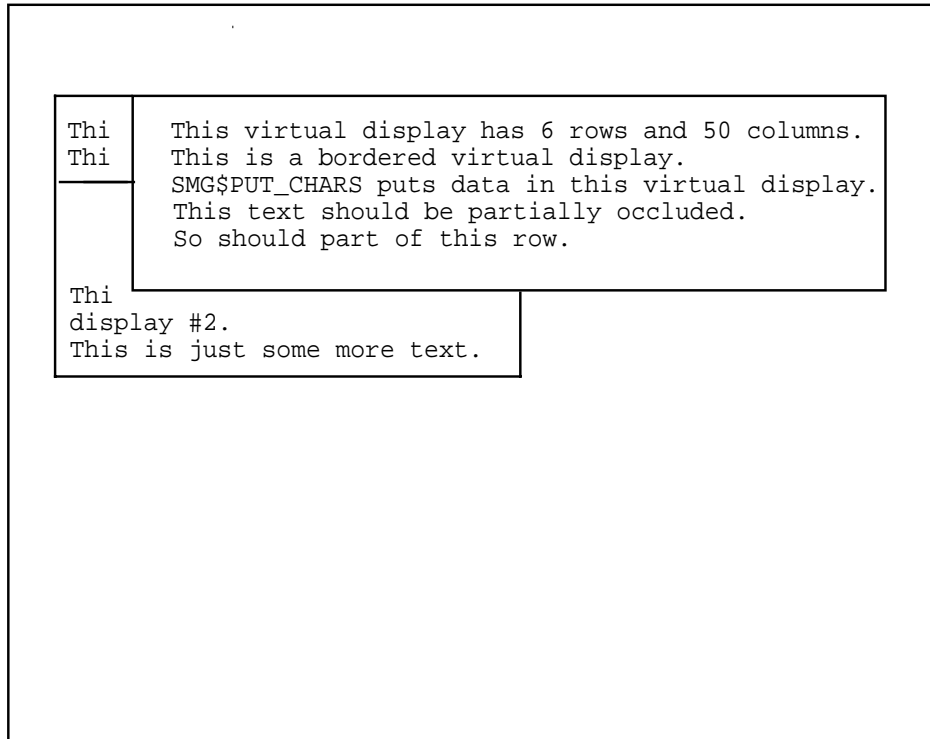 Thi This virtual display has 6 rows and 50 columns.
Thi This is a bordered virtual display.
SMG$PUT_CHARS puts data in this virtual display.
This text should be partially occluded.
So should part of this row.
Thi
display #2.
This is just some more text.